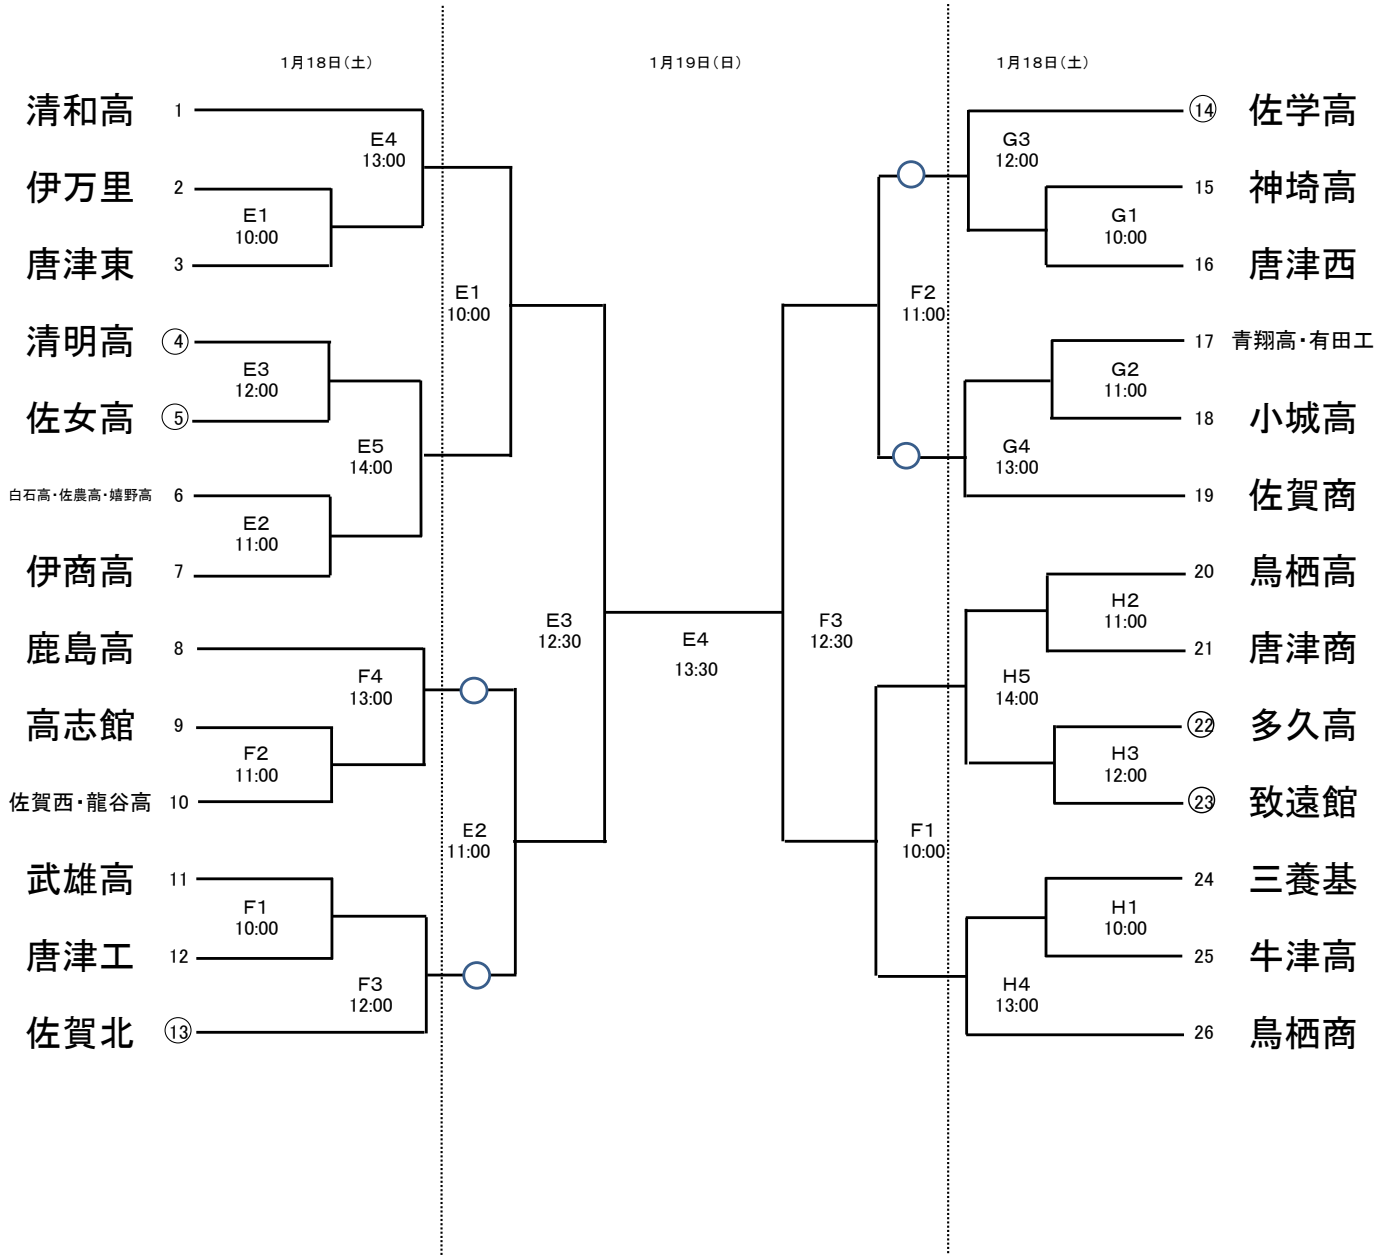 1月18日(土)
1月19日(日)
1月18日(土)
清和高 1
伊万里 2
唐津東 3
清明高 ④
佐女高 ⑤
白石高・佐農高・嬉野高 6
伊商高 7
鹿島高 8
高志館 9
佐賀西・龍谷高 10
武雄高 11
唐津工 12
佐賀北 ⑬
E4
13:00
E1
10:00
E3
12:00
E5
14:00
E2
11:00
F4
13:00
F2
11:00
F1
10:00
F3
12:00
E1
10:00
E2
11:00
E3
12:30
E4
13:30
F3
12:30
F2
11:00
F1
10:00
G3
12:00
G1
10:00
G2
11:00
G4
13:00
H2
11:00
H5
14:00
H3
12:00
H1
10:00
H4
13:00
⑭ 佐学高
15 神埼高
16 唐津西
17 青翔高・有田工
18 小城高
19 佐賀商
20 鳥栖高
21 唐津商
㉒ 多久高
㉓ 致遠館
24 三養基
25 牛津高
26 鳥栖商